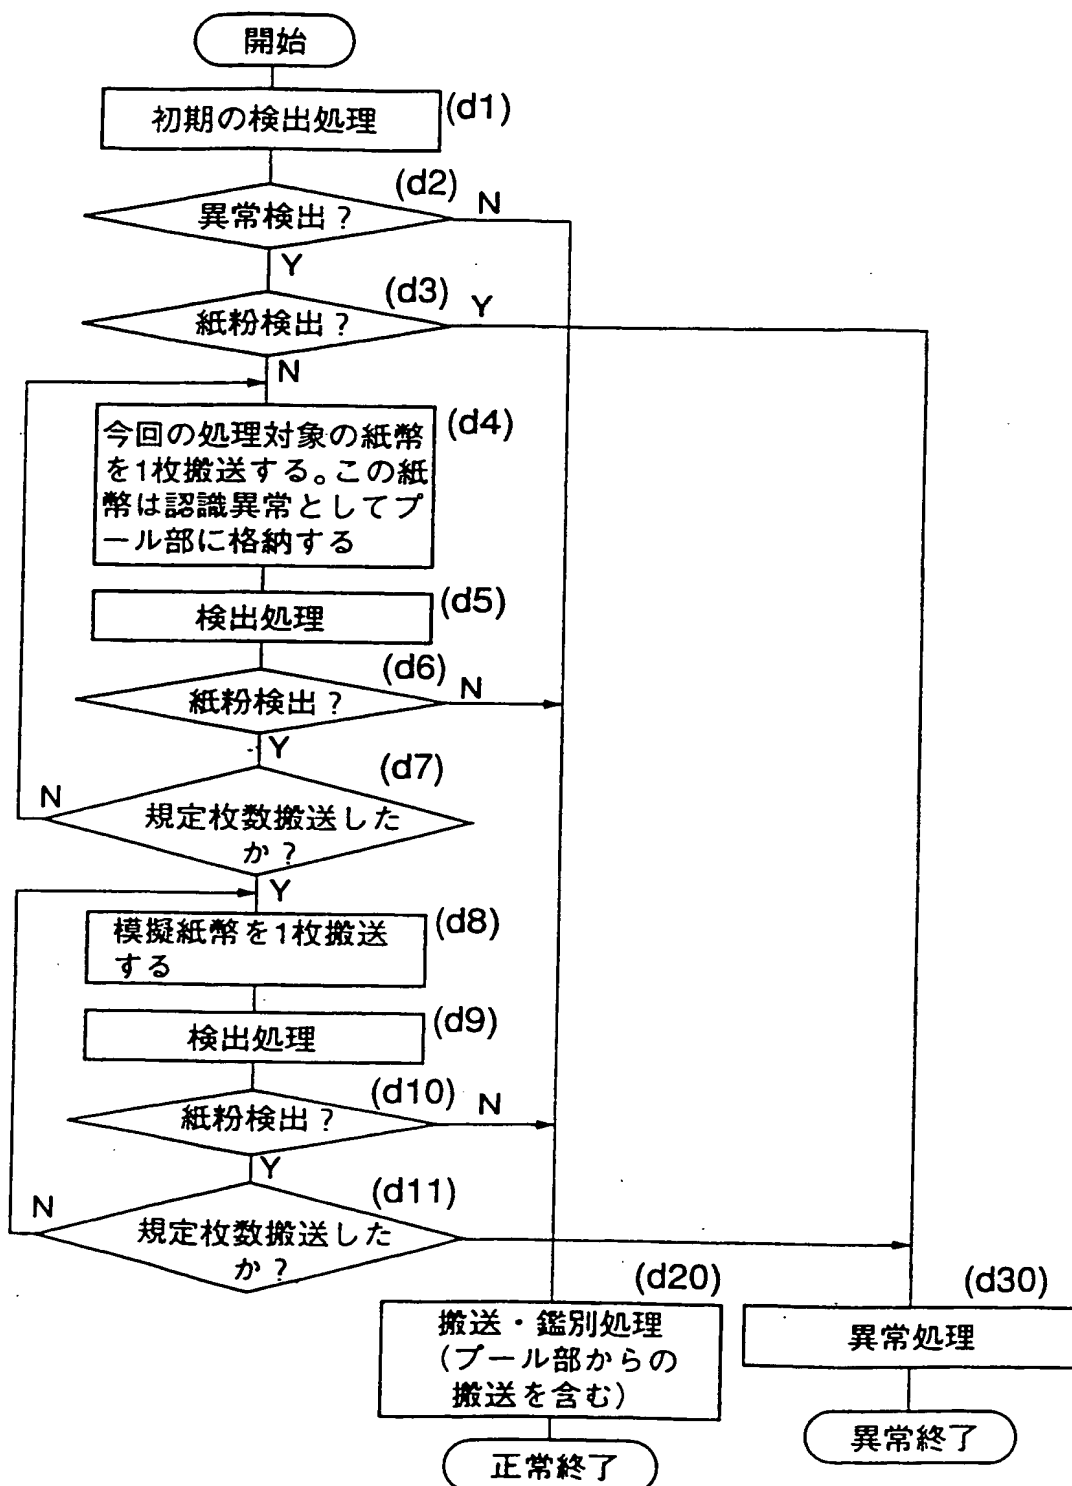 開始
初期の検出処理
(d1)
(d2)
異常検出?
N
Y
(d3)
紙粉検出?
Y
N
(d4)
今回の処理対象の紙幣
を1枚搬送する。この紙
幣は認識異常としてプ
ール部に格納する
検出処理
(d5)
(d6)
紙粉検出?
N
Y
(d7)
N
規定枚数搬送した
か?
Y
(d8)
模擬紙幣を1枚搬送
する
検出処理
(d9)
(d10)
紙粉検出?
N
Y
(d11)
N
規定枚数搬送した
か?
(d20)
搬送・鑑別処理
(プール部からの
搬送を含む)
正常終了
(d30)
異常処理
異常終了